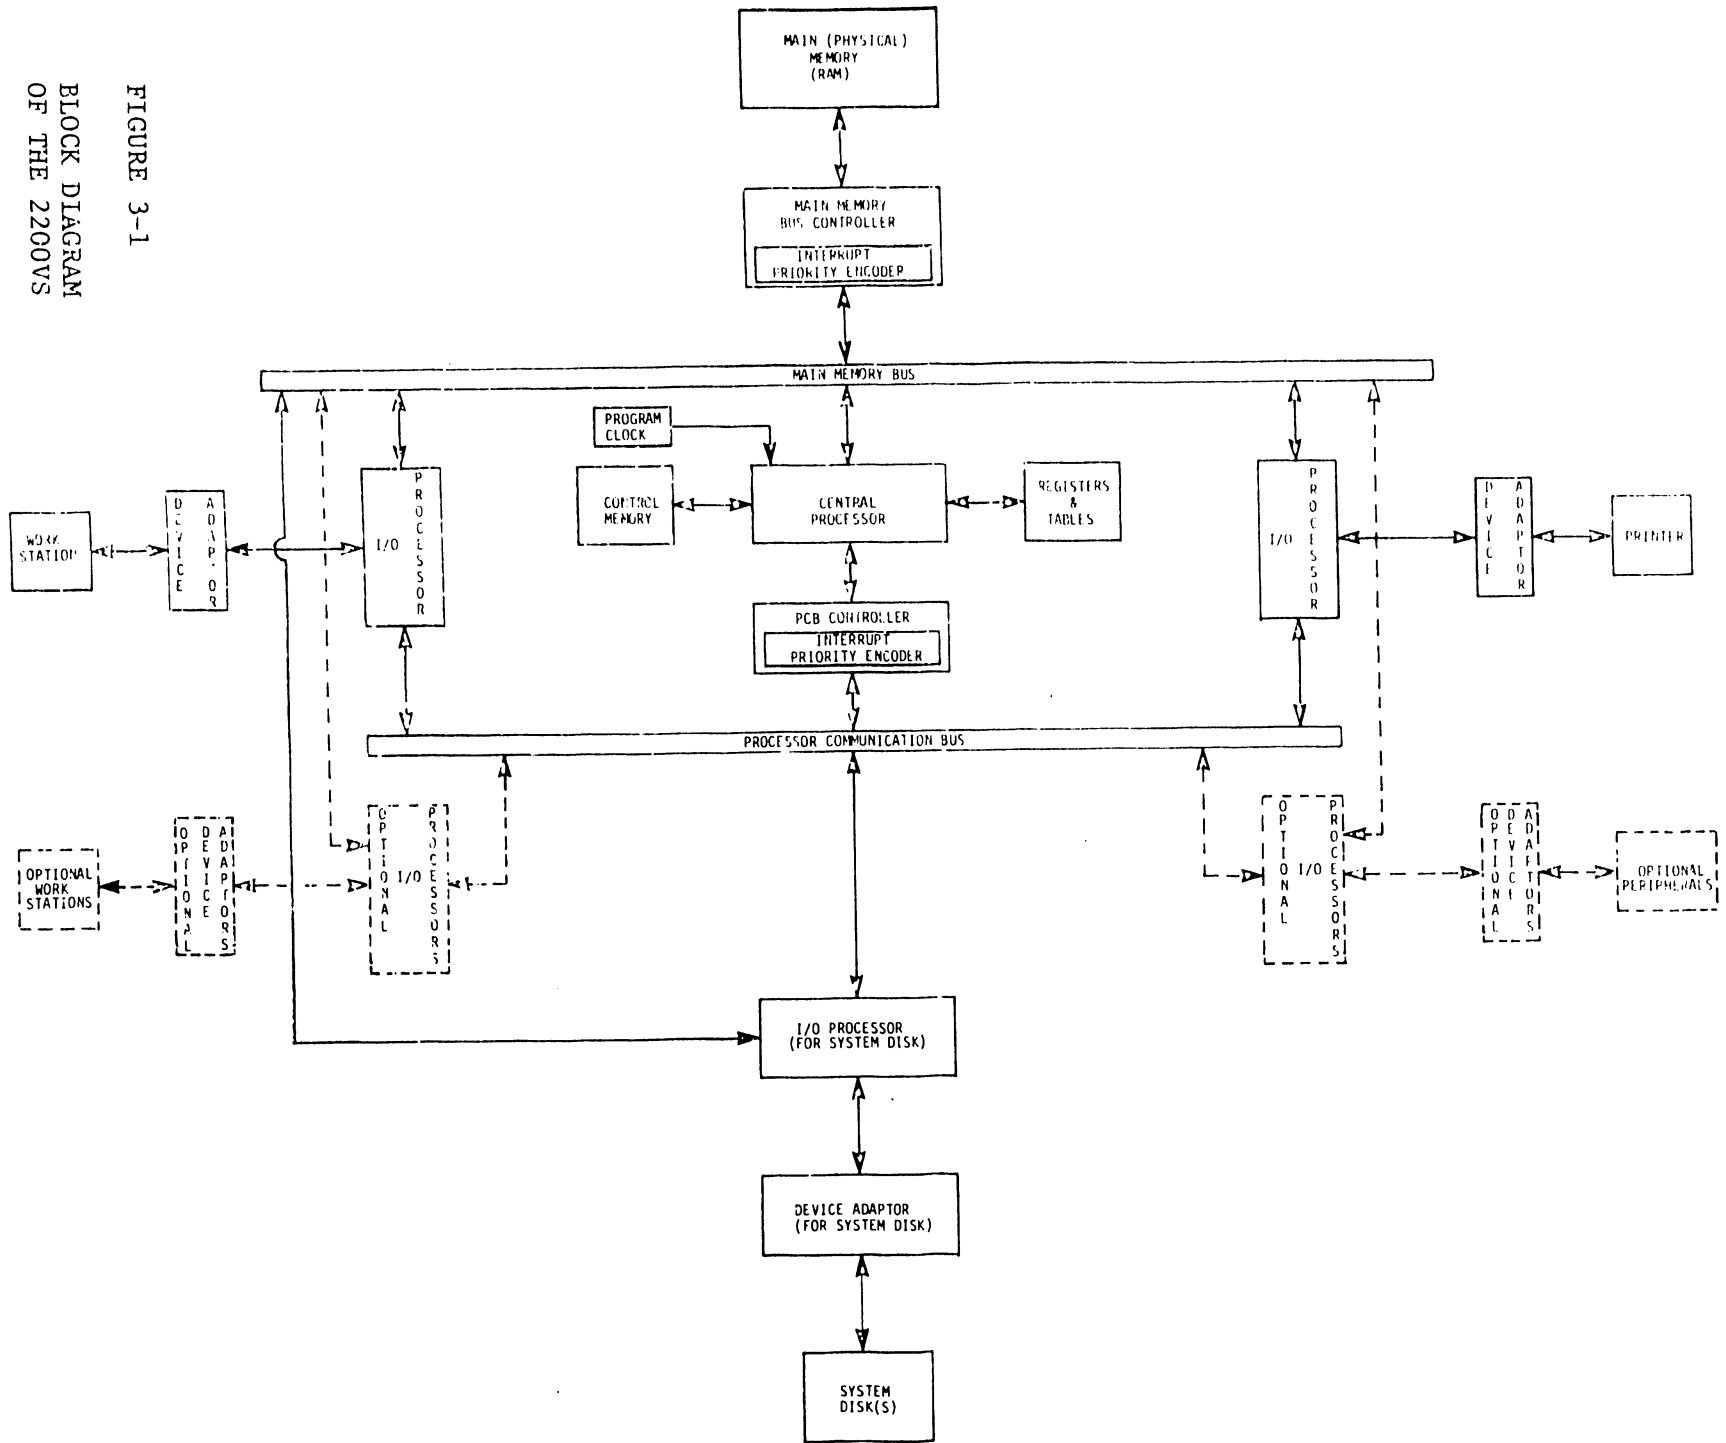 FIGURE 3-1
BLOCK DIAGRAM
OF THE 2200VS
MAIN (PHYSICAL)
MEMORY
(RAM)
MAIN MEMORY
BUS CONTROLLER
INTERRUPT
PRIORITY ENCODER
MAIN MEMORY BUS
PROGRAM
CLOCK
CONTROL
MEMORY
CENTRAL
PROCESSOR
REGISTERS
&
TABLES
WORK
STATION
DEVICE
ADAPTOR
I/O
PROCESSOR
I/O
PROCESSOR
DEVICE
ADAPTOR
PRINTER
PCB CONTROLLER
INTERRUPT
PRIORITY ENCODER
PROCESSOR COMMUNICATION BUS
OPTIONAL
WORK
STATIONS
OPTIONAL
DEVICE
ADAPTORS
OPTIONAL
I/O
PROCESSORS
OPTIONAL
I/O
PROCESSORS
OPTIONAL
DEVICE
ADAPTORS
OPTIONAL
PERIPHERALS
I/O PROCESSOR
(FOR SYSTEM DISK)
DEVICE ADAPTOR
(FOR SYSTEM DISK)
SYSTEM
DISK(S)